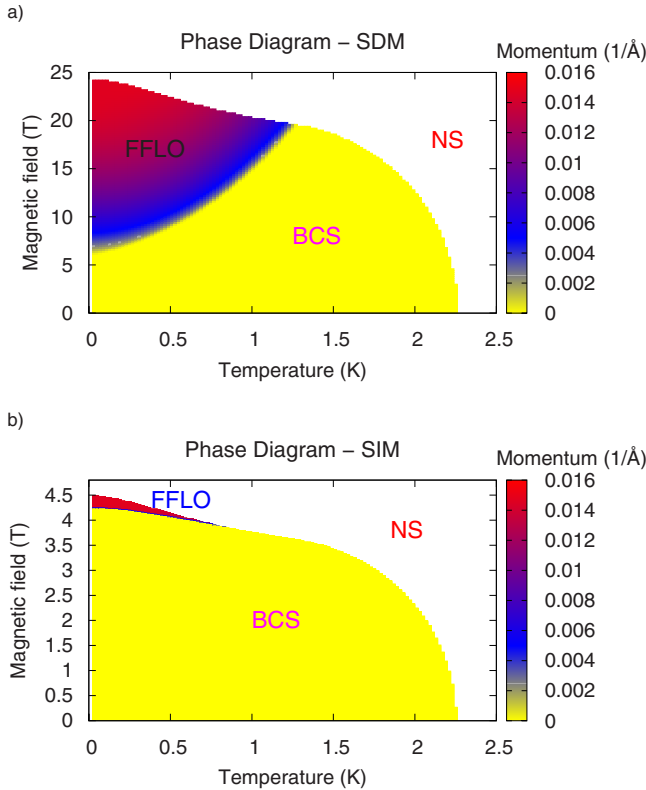 a)
Phase Diagram – SDM
Momentum (1/Å)
25
20
15
10
5
0
Magnetic field (T)
FFLO
NS
BCS
0 0.5 1 1.5 2 2.5
Temperature (K)
0.016
0.014
0.012
0.010
0.008
0.006
0.004
0.002
0
b)
Phase Diagram – SIM
Momentum (1/Å)
4.5
4
3.5
3
2.5
2
1.5
1
0.5
0
Magnetic field (T)
FFLO
NS
BCS
0 0.5 1 1.5 2 2.5
Temperature (K)
0.016
0.014
0.012
0.010
0.008
0.006
0.004
0.002
0